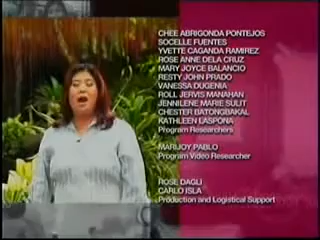 CHEE ABRIGONDA PONTEJOS
SOCELLE FUENTES
YVETTE CAGANDA RAMIREZ
ROSE ANNE DELA CRUZ
MARY JOYCE BALANCIO
RESTY JOHN PRADO
VANESSA DUGENIA
ROLL JERVIS MANAHAN
JENNILENE MARIE SULIT
CHESTER BATONGBAKAL
KATHLEEN LASPONA
Program Researchers
MARIJOY PABLO
Program Video Researcher
ROSE DAGLI
CARLO ISLA
Production and Logistical Support